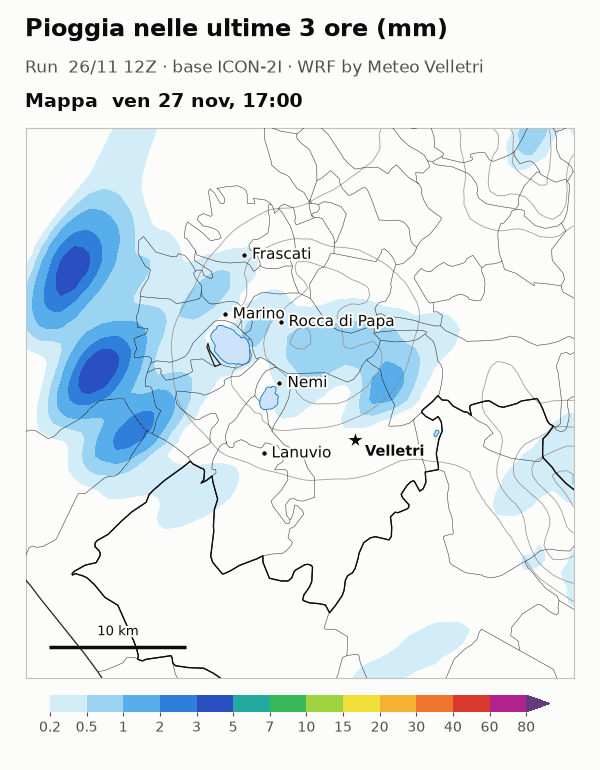 Pioggia nelle ultime 3 ore (mm)
Run  26/11 12Z · base ICON-2I · WRF by Meteo Velletri
Mappa  ven 27 nov, 17:00
Frascati
Marino
Rocca di Papa
Nemi
Velletri
Lanuvio
10 km
0.2 0.5 1 2 3 5 7 10 15 20 30 40 60 80